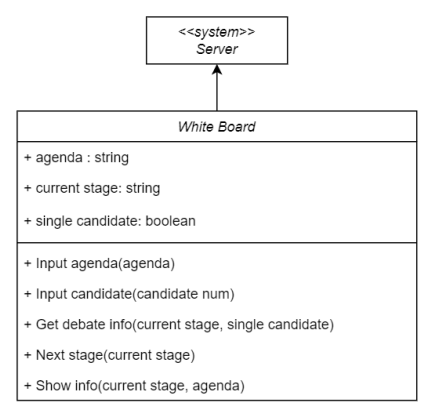 <<system>>
Server
White Board
+ agenda : string
+ current stage: string
+ single candidate: boolean
+ Input agenda(agenda)
+ Input candidate(candidate num)
+ Get debate info(current stage, single candidate)
+ Next stage(current stage)
+ Show info(current stage, agenda)